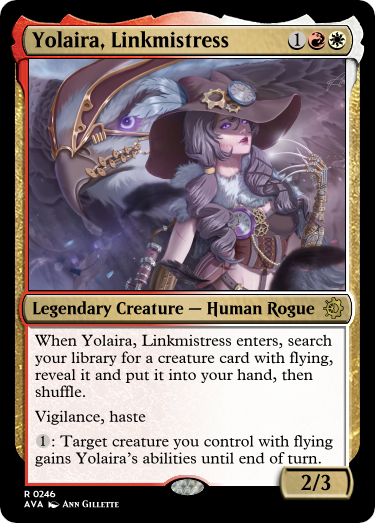 Yolaira, Linkmistress
1
Legendary Creature — Human Rogue
When Yolaira, Linkmistress enters, search
your library for a creature card with flying,
reveal it and put it into your hand, then
shuffle.
Vigilance, haste
1: Target creature you control with flying
gains Yolaira's abilities until end of turn.
2/3
R 0246
AVA Ann Gillette